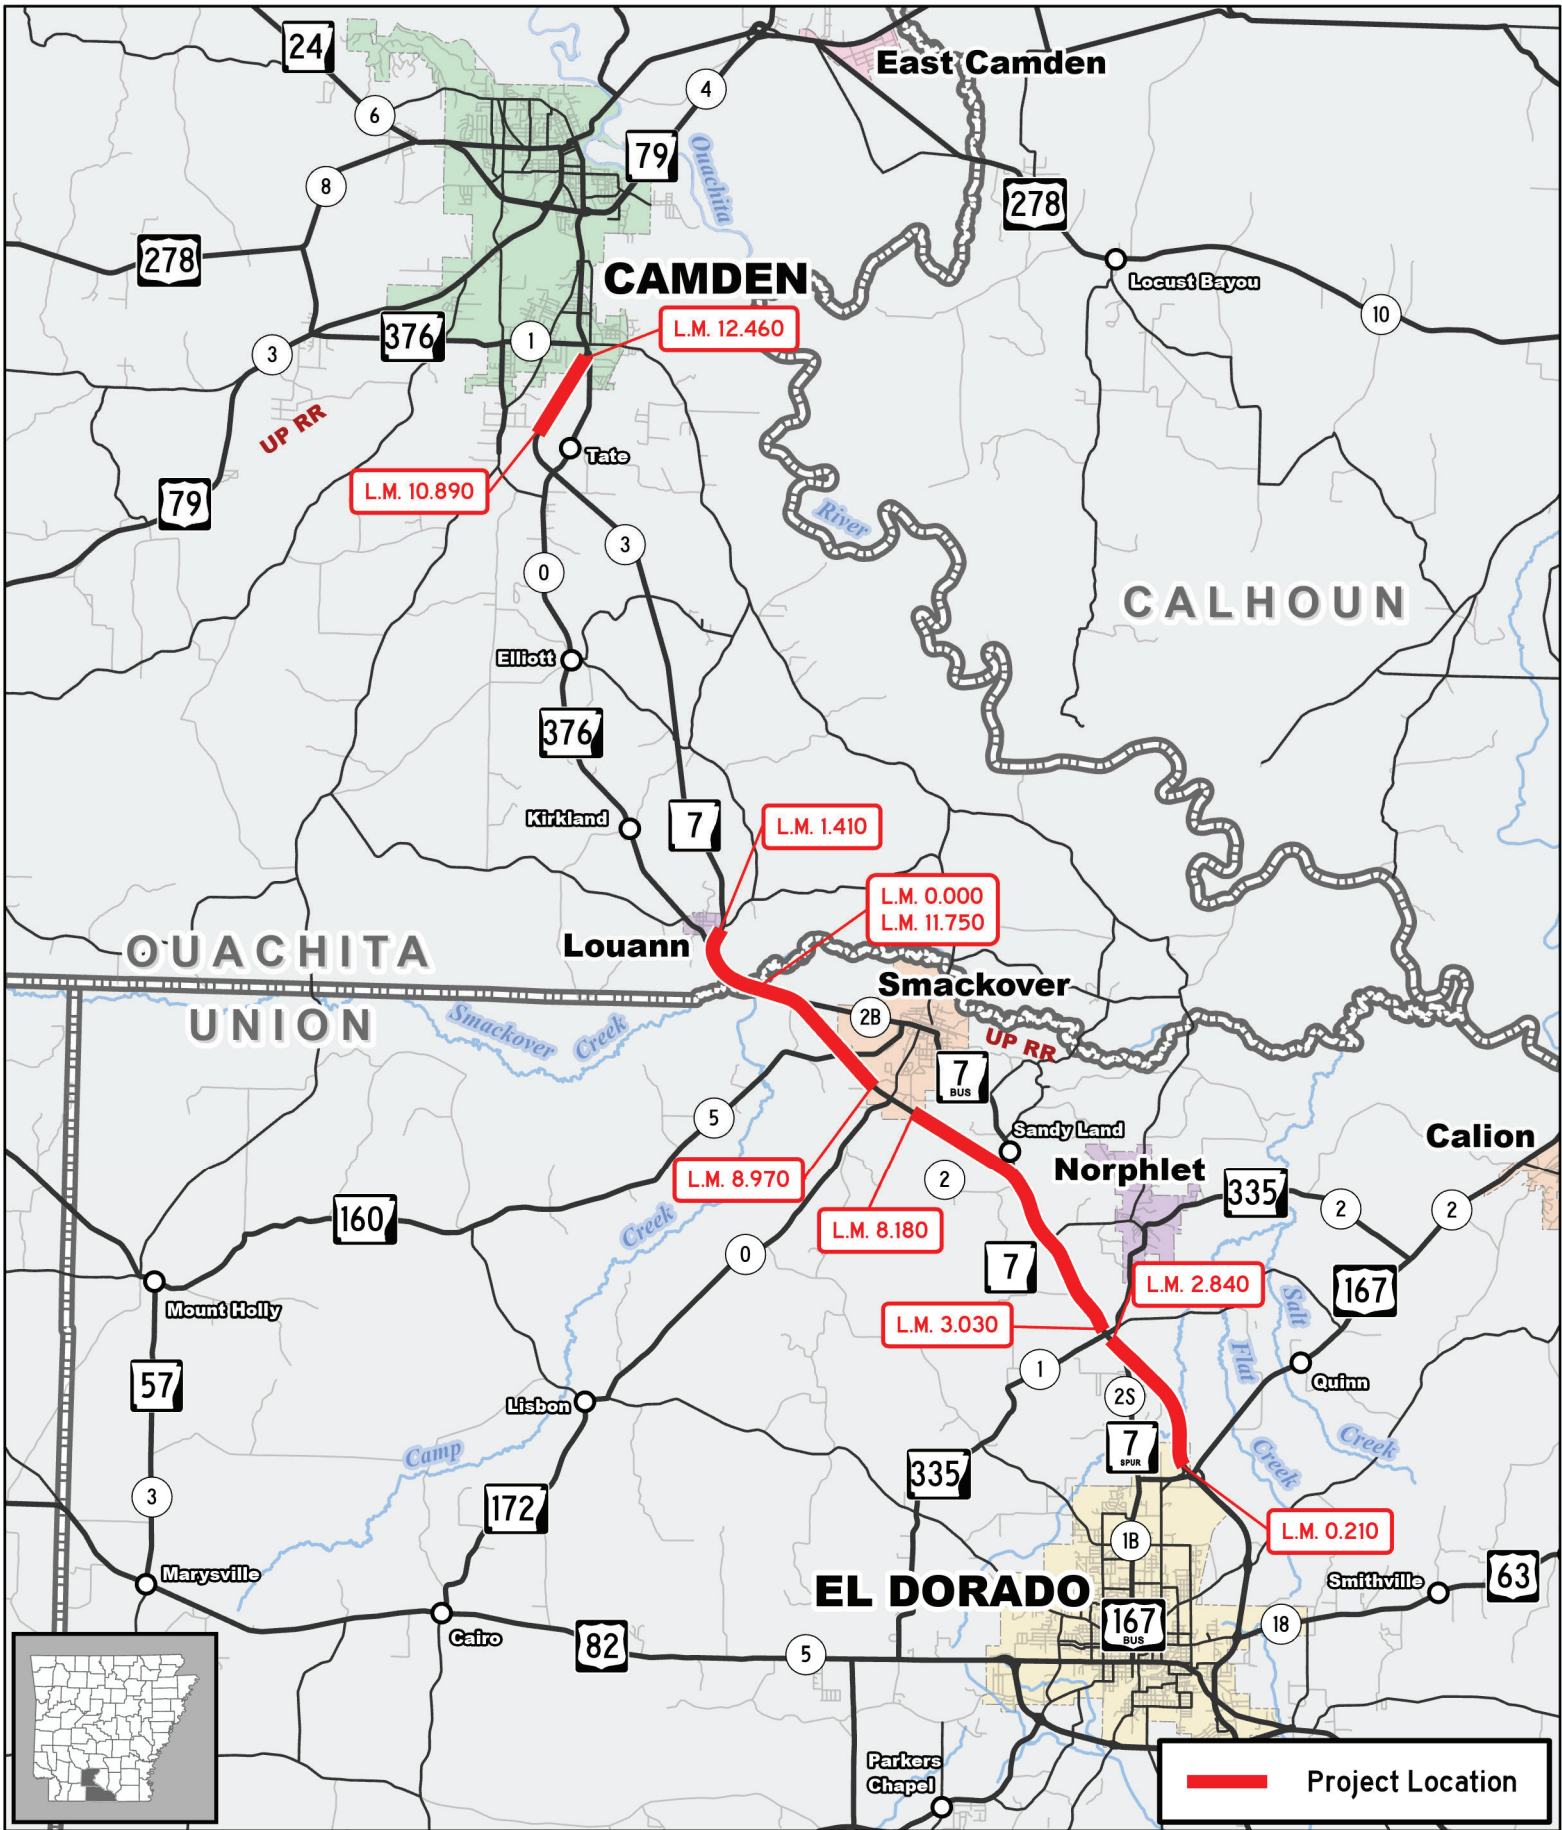 24
East Camden
4
6
79
Ouachita
8
278
278
CAMDEN
Locust Bayou
10
L.M. 12.460
376
1
3
UP RR
Tate
L.M. 10.890
79
River
3
0
CALHOUN
Elliott
376
Kirkland
7
L.M. 1.410
L.M. 0.000
L.M. 11.750
OUACHITA
Louann
Smackover
UNION
2B
Smackover
Creek
UP RR
7
BUS
5
Sandy Land
Calion
Norphlet
L.M. 8.970
2
335
2
2
160
Creek
L.M. 8.180
0
7
L.M. 2.840
167
Mount Holly
Salt
L.M. 3.030
Flat
1
57
2S
Quinn
Lisbon
Camp
7
SPUR
Creek
Creek
335
3
172
L.M. 0.210
1B
Marysville
EL DORADO
Smithville
63
Cairo
82
5
167
BUS
18
Parkers
Chapel
Project Location